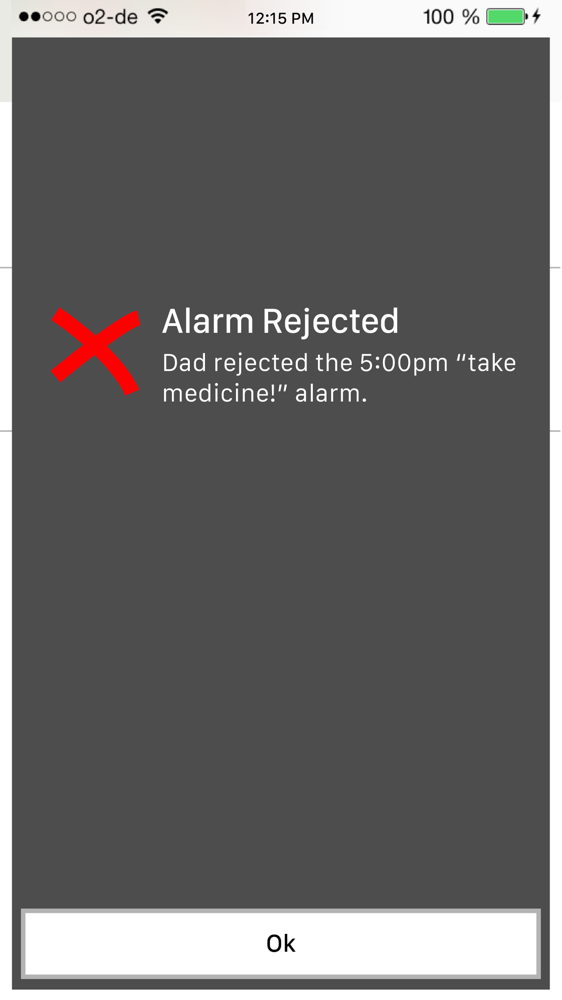 o2-de 12:15 PM 100 %
Alarm Rejected
Dad rejected the 5:00pm "take
medicine!" alarm.
Ok